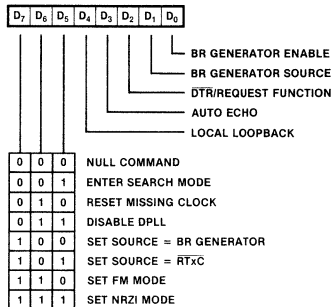 D7 D6 D5 D4 D3 D2 D1 D0
BR GENERATOR ENABLE
BR GENERATOR SOURCE
D̅T̅R̅/REQUEST FUNCTION
AUTO ECHO
LOCAL LOOPBACK
0 0 0 NULL COMMAND
0 0 1 ENTER SEARCH MODE
0 1 0 RESET MISSING CLOCK
0 1 1 DISABLE DPLL
1 0 0 SET SOURCE = BR GENERATOR
1 0 1 SET SOURCE = R̅T̅x̅C̅
1 1 0 SET FM MODE
1 1 1 SET NRZI MODE